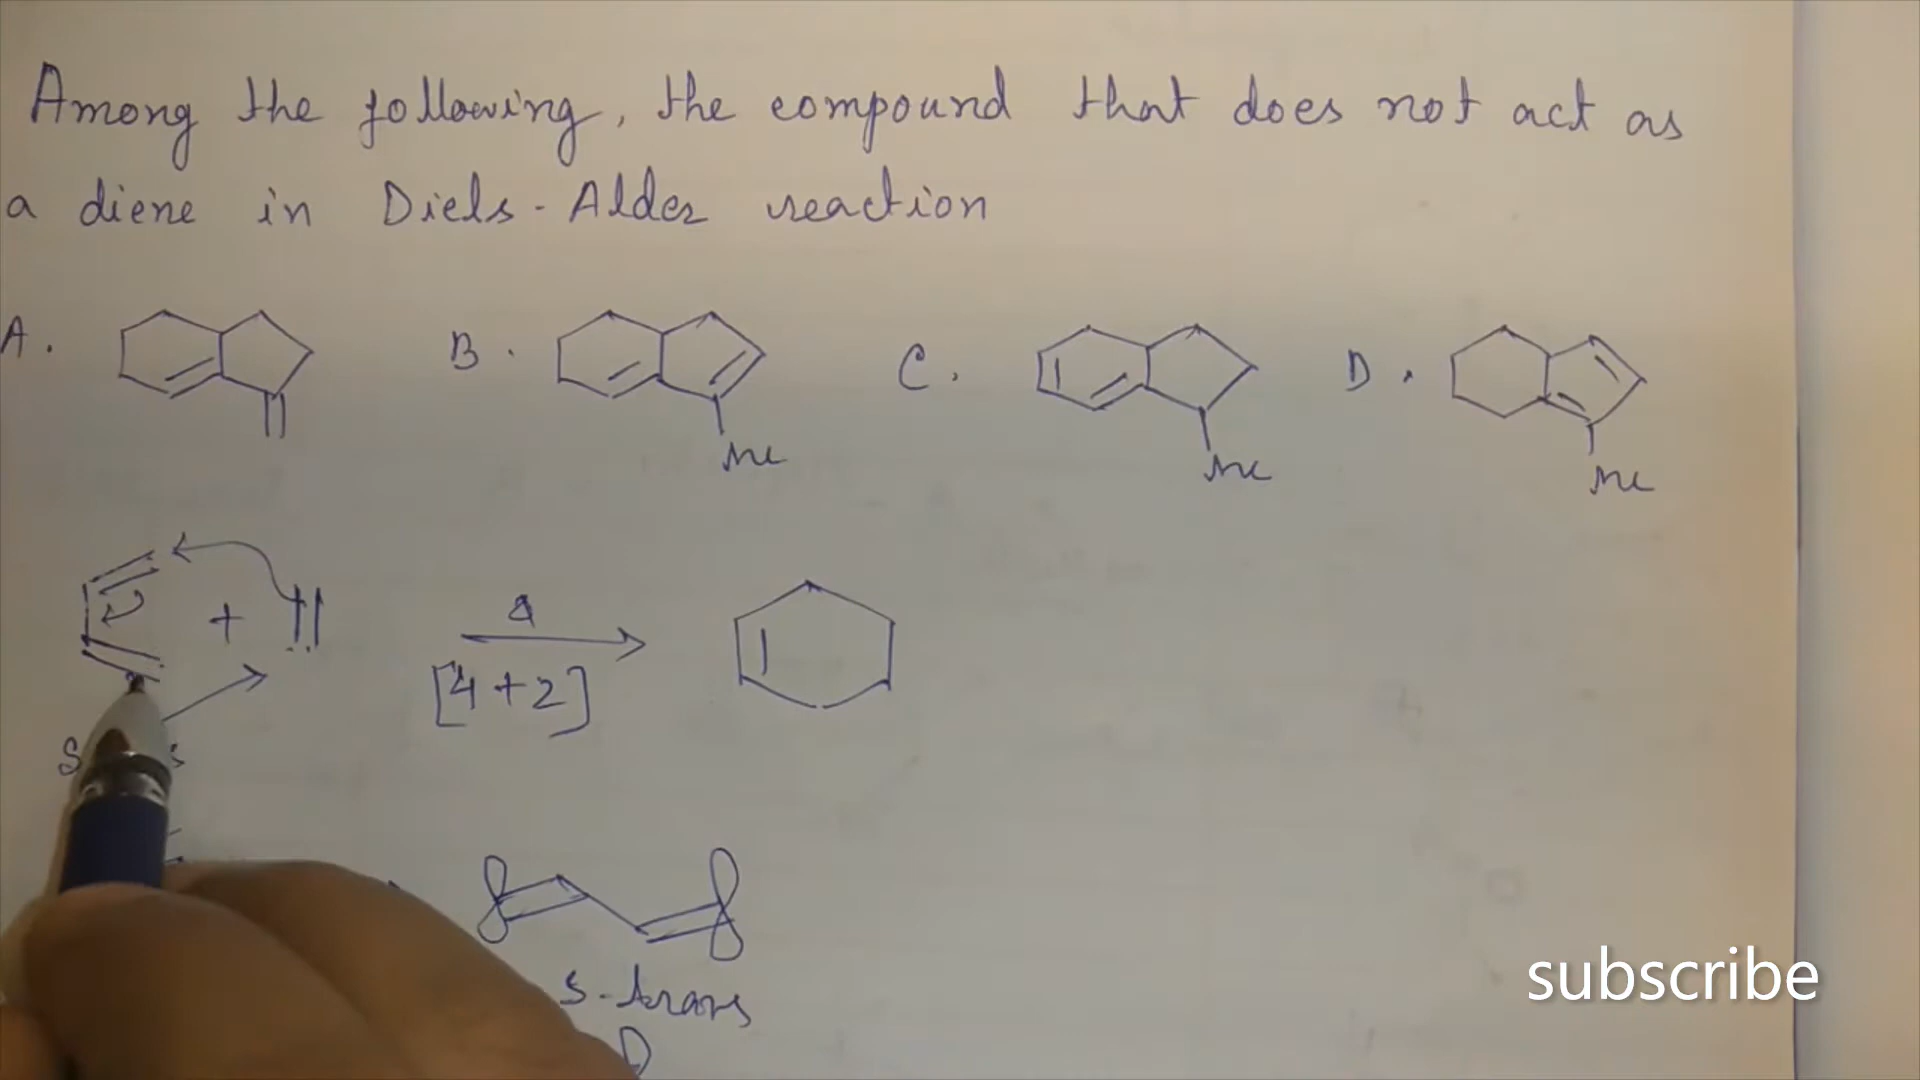 Among the following, the compound that does not act as
a diene in Diels-Alder reaction
A. B. C. D.
Me Me Me
+ Δ
[4+2]
s-trans
subscribe